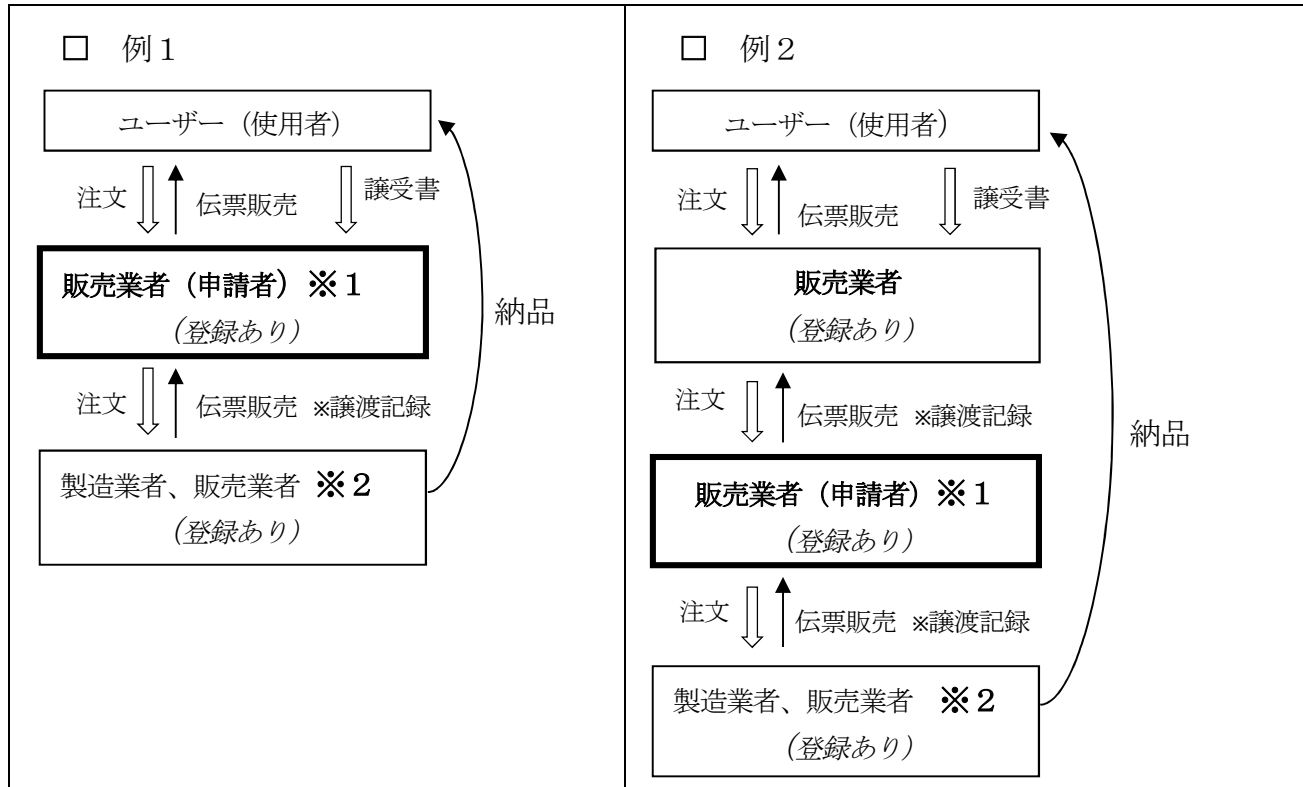 □ 例１
ユーザー（使用者）
注文
伝票販売
譲受書
販売業者（申請者）※１
（登録あり）
納品
注文
伝票販売 ※譲渡記録
製造業者、販売業者 ※２
（登録あり）
□ 例２
ユーザー（使用者）
注文
伝票販売
譲受書
販売業者
（登録あり）
注文
伝票販売 ※譲渡記録
納品
販売業者（申請者）※１
（登録あり）
注文
伝票販売 ※譲渡記録
製造業者、販売業者 ※２
（登録あり）